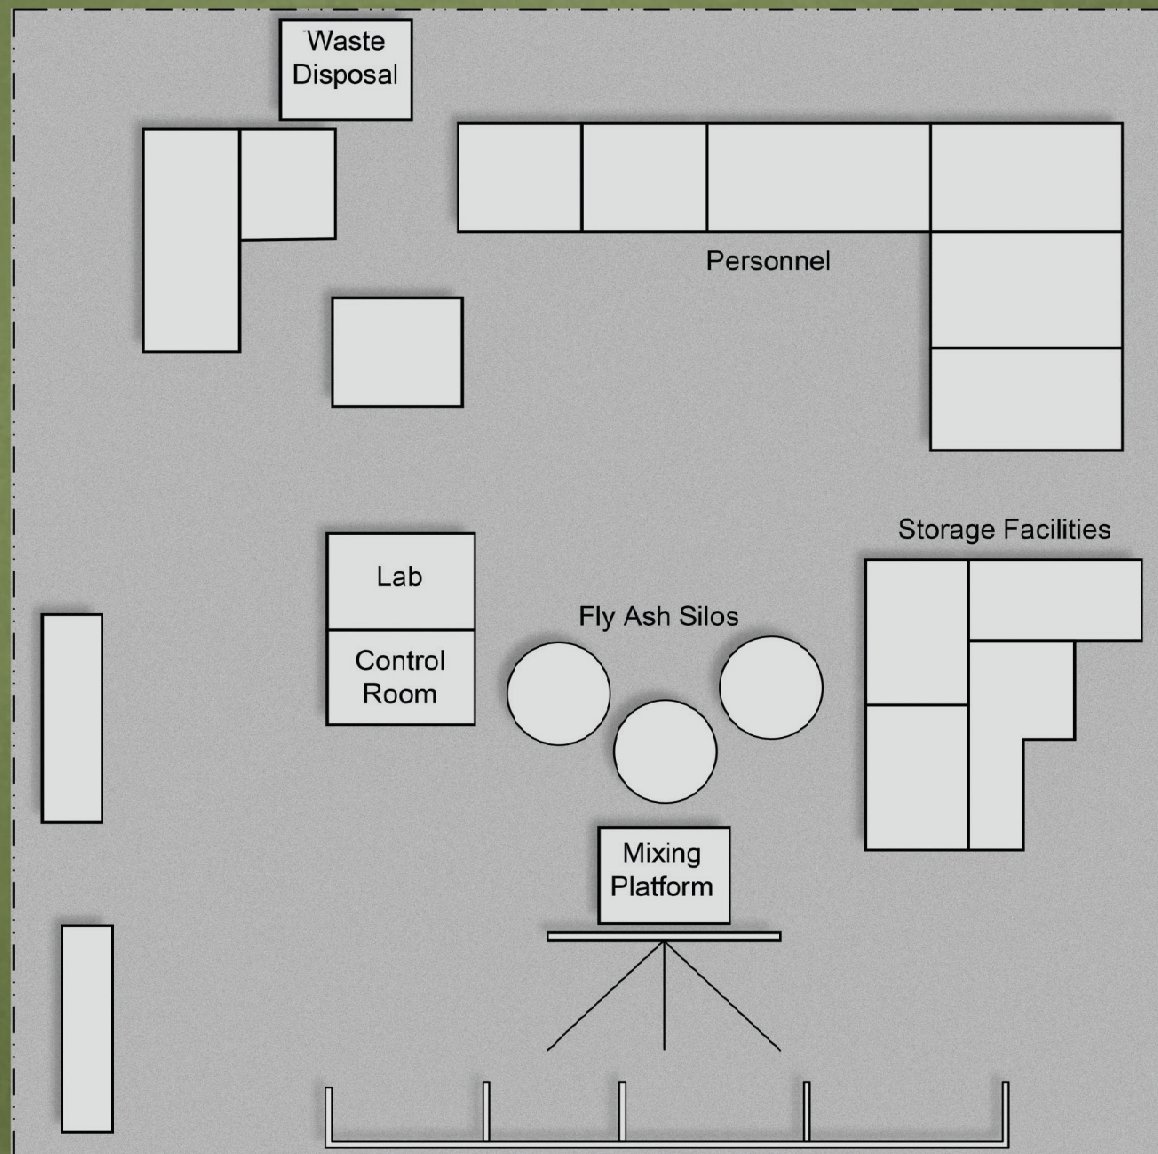 Waste
Disposal
Personnel
Storage Facilities
Lab
Fly Ash Silos
Control
Room
Mixing
Platform